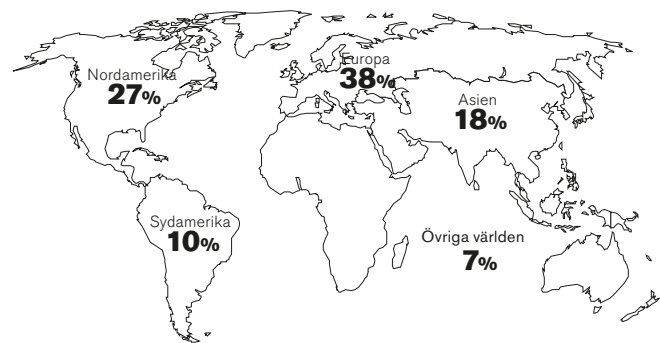 Nordamerika
27%
Europa
38%
Asien
18%
Sydamerika
10%
Övriga världen
7%